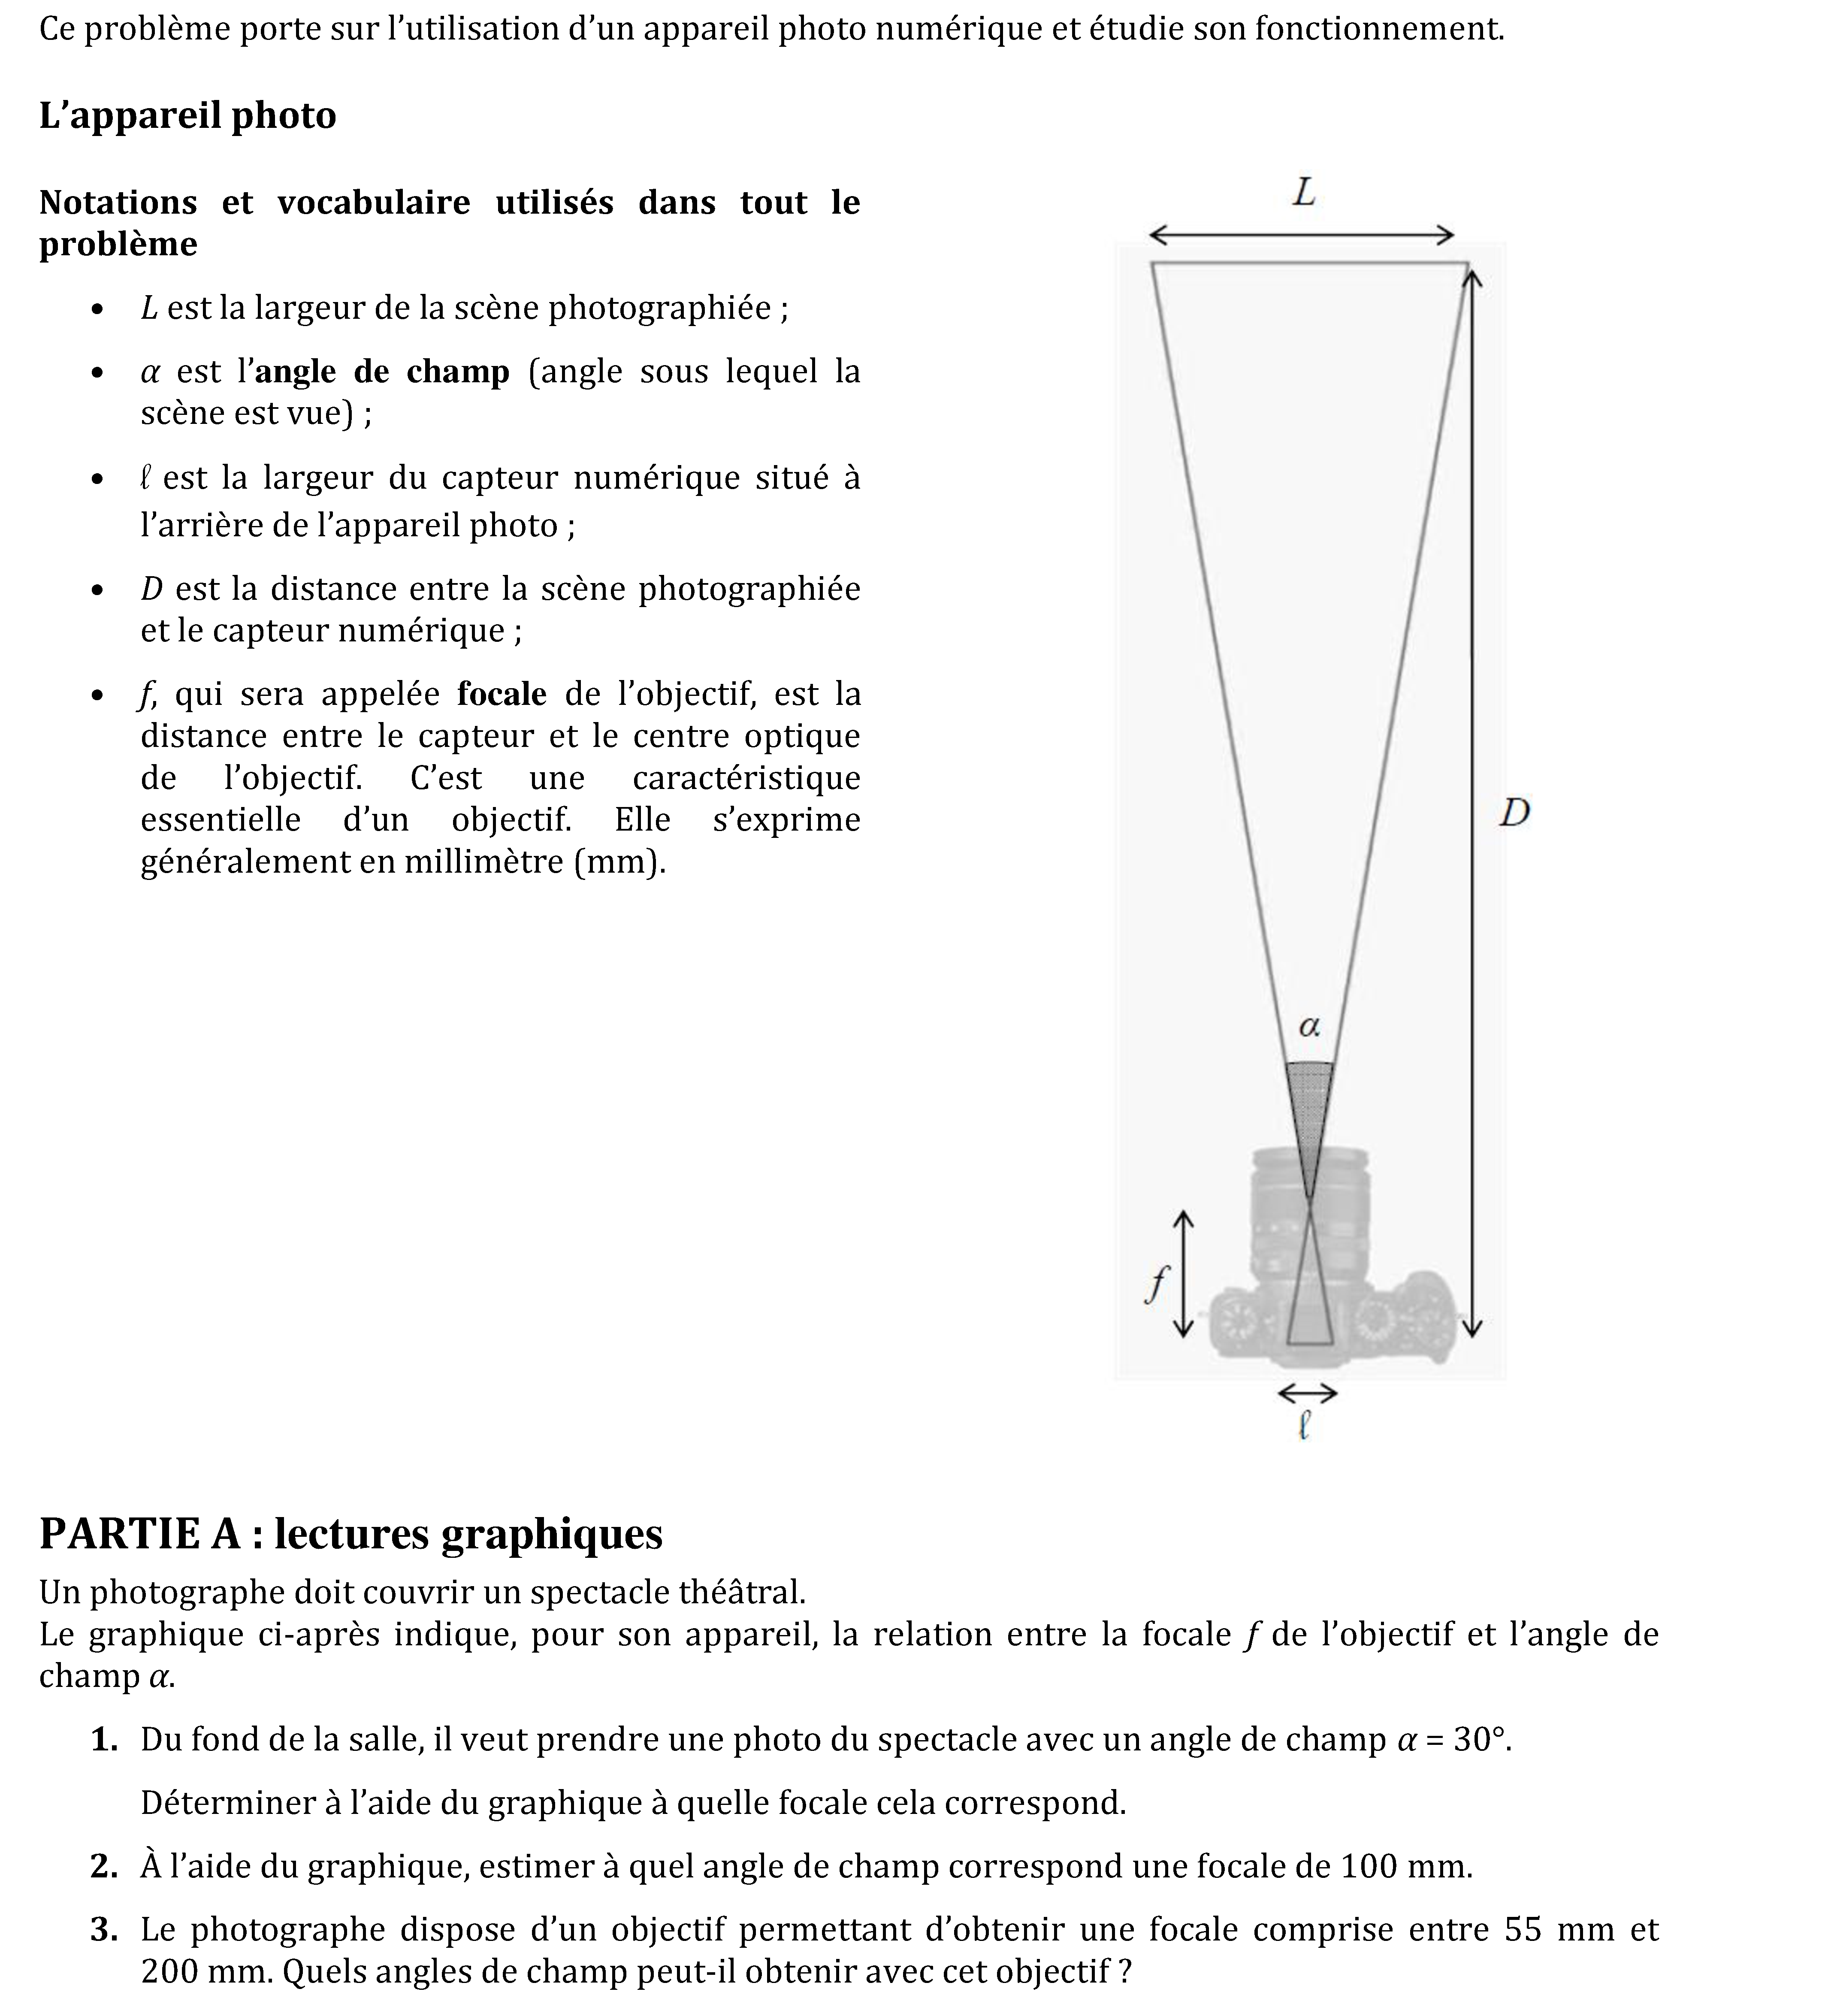 Ce problème porte sur l’utilisation d’un appareil photo numérique et étudie son fonctionnement.
L’appareil photo
Notations et vocabulaire utilisés dans tout le
problème
• L est la largeur de la scène photographiée ;
• α est l’angle de champ (angle sous lequel la
scène est vue) ;
• ℓ est la largeur du capteur numérique situé à
l’arrière de l’appareil photo ;
• D est la distance entre la scène photographiée
et le capteur numérique ;
• f, qui sera appelée focale de l’objectif, est la
distance entre le capteur et le centre optique
de l’objectif. C’est une caractéristique
essentielle d’un objectif. Elle s’exprime
généralement en millimètre (mm).
L
D
α
f
ℓ
PARTIE A : lectures graphiques
Un photographe doit couvrir un spectacle théâtral.
Le graphique ci-après indique, pour son appareil, la relation entre la focale f de l’objectif et l’angle de
champ α.
1. Du fond de la salle, il veut prendre une photo du spectacle avec un angle de champ α = 30°.
Déterminer à l’aide du graphique à quelle focale cela correspond.
2. À l’aide du graphique, estimer à quel angle de champ correspond une focale de 100 mm.
3. Le photographe dispose d’un objectif permettant d’obtenir une focale comprise entre 55 mm et
200 mm. Quels angles de champ peut-il obtenir avec cet objectif ?